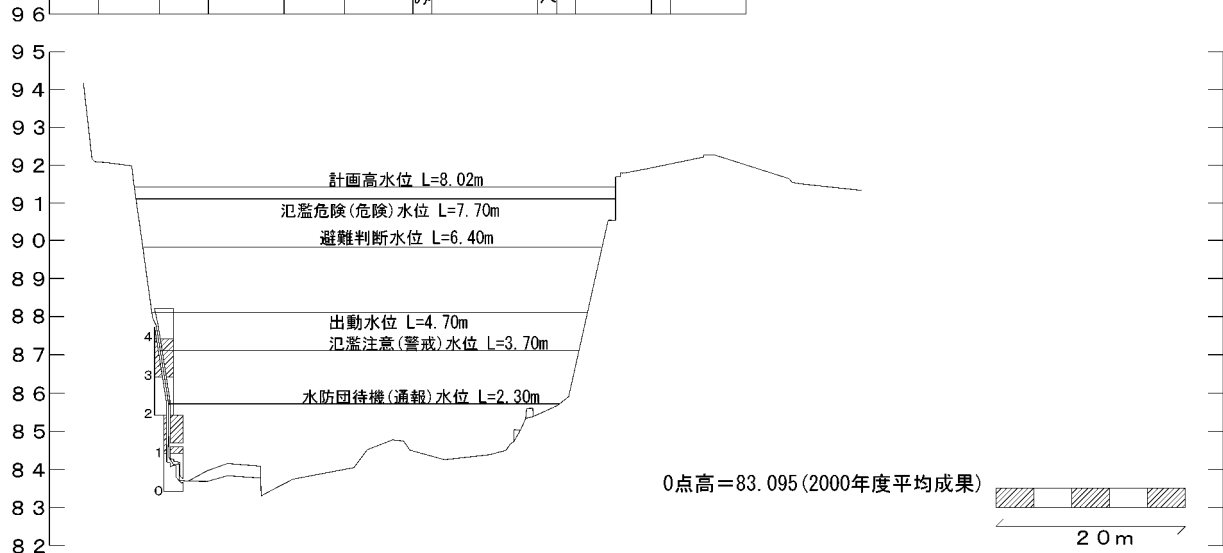 96
95
94
93
92
計画高水位 L=8.02m
91
氾濫危険(危険)水位 L=7.70m
90
避難判断水位 L=6.40m
89
88
出動水位 L=4.70m
4
87
氾濫注意(警戒)水位 L=3.70m
3
86
水防団待機(通報)水位 L=2.30m
2
85
1
84
0点高=83.095(2000年度平均成果)
0
83
20m
82